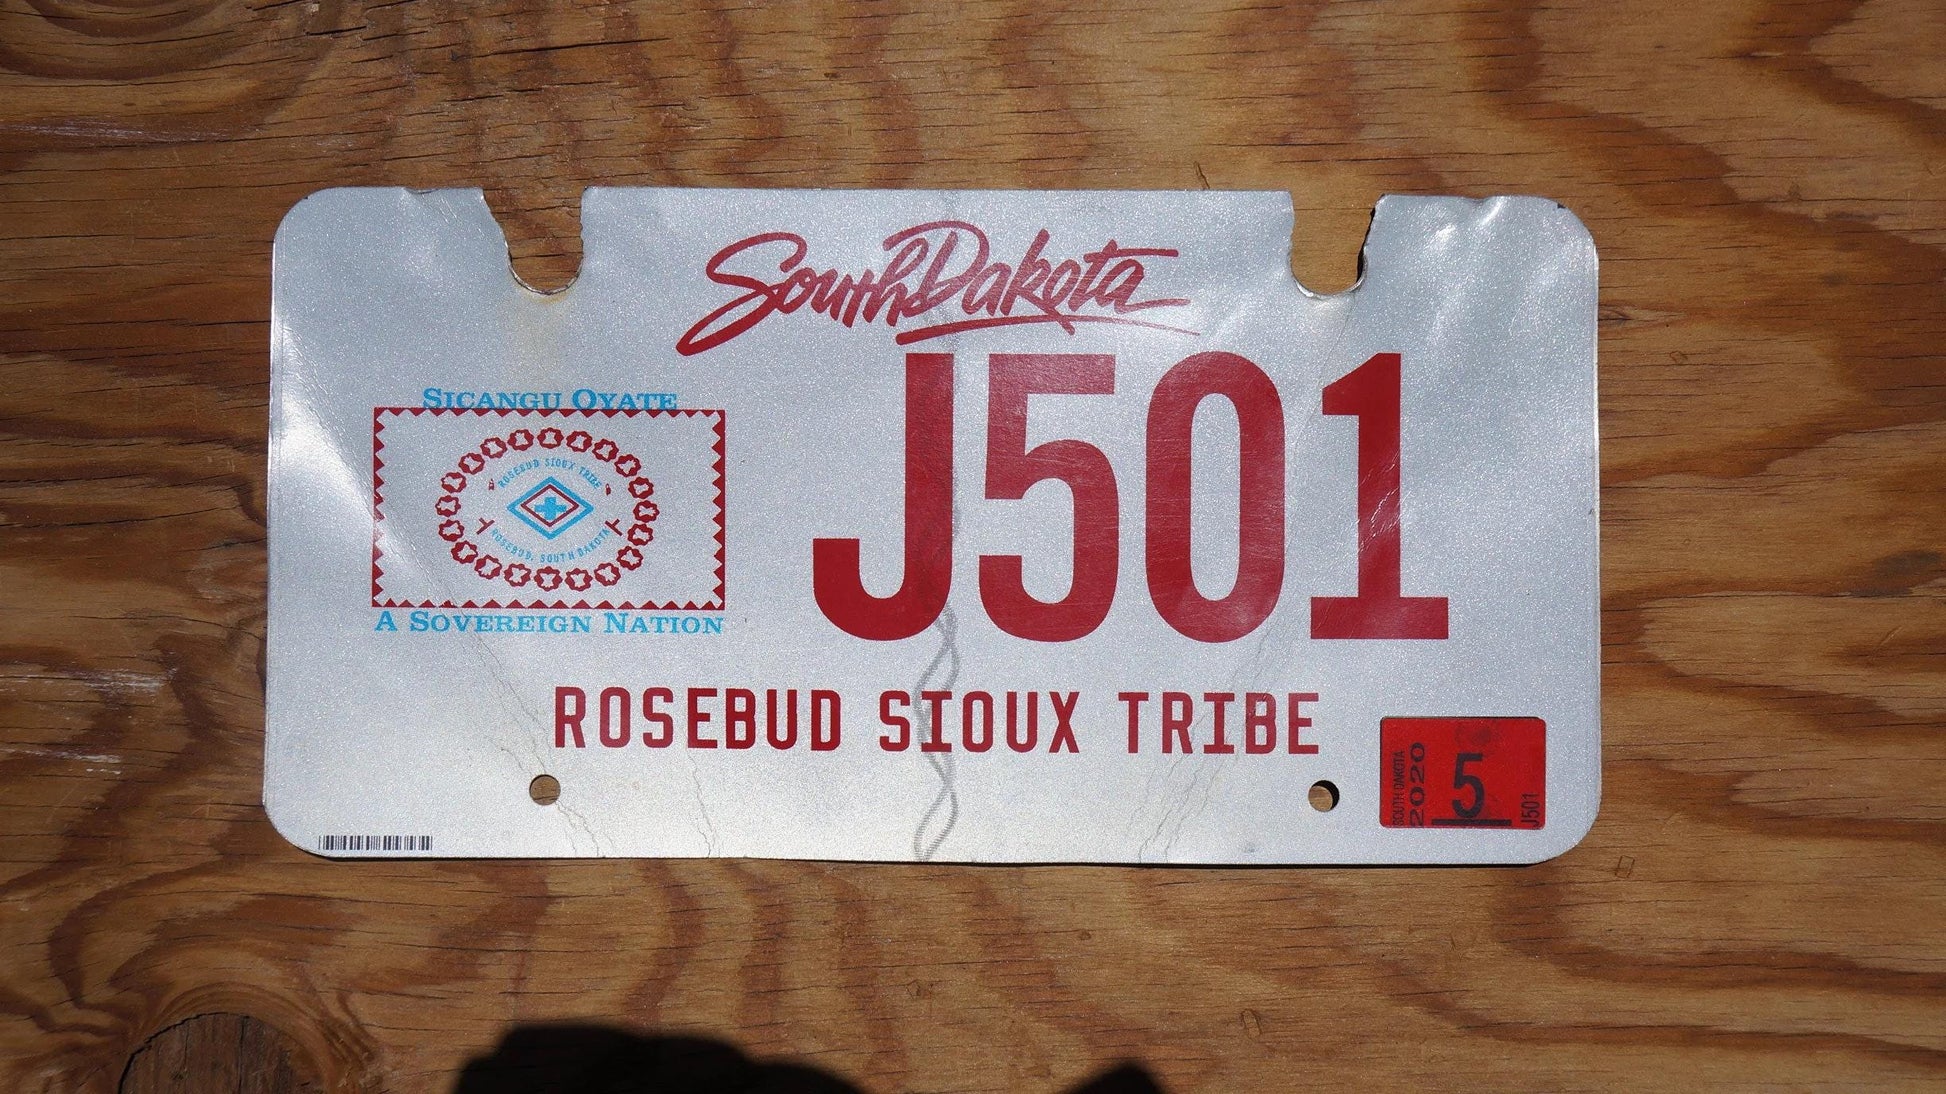 South Dakota
SICANGU OYATE
ROSEBUD SIOUX TRIBE
ROSEBUD, SOUTH DAKOTA
A SOVEREIGN NATION
J501
ROSEBUD SIOUX TRIBE
SOUTH DAKOTA
2020
5
J501